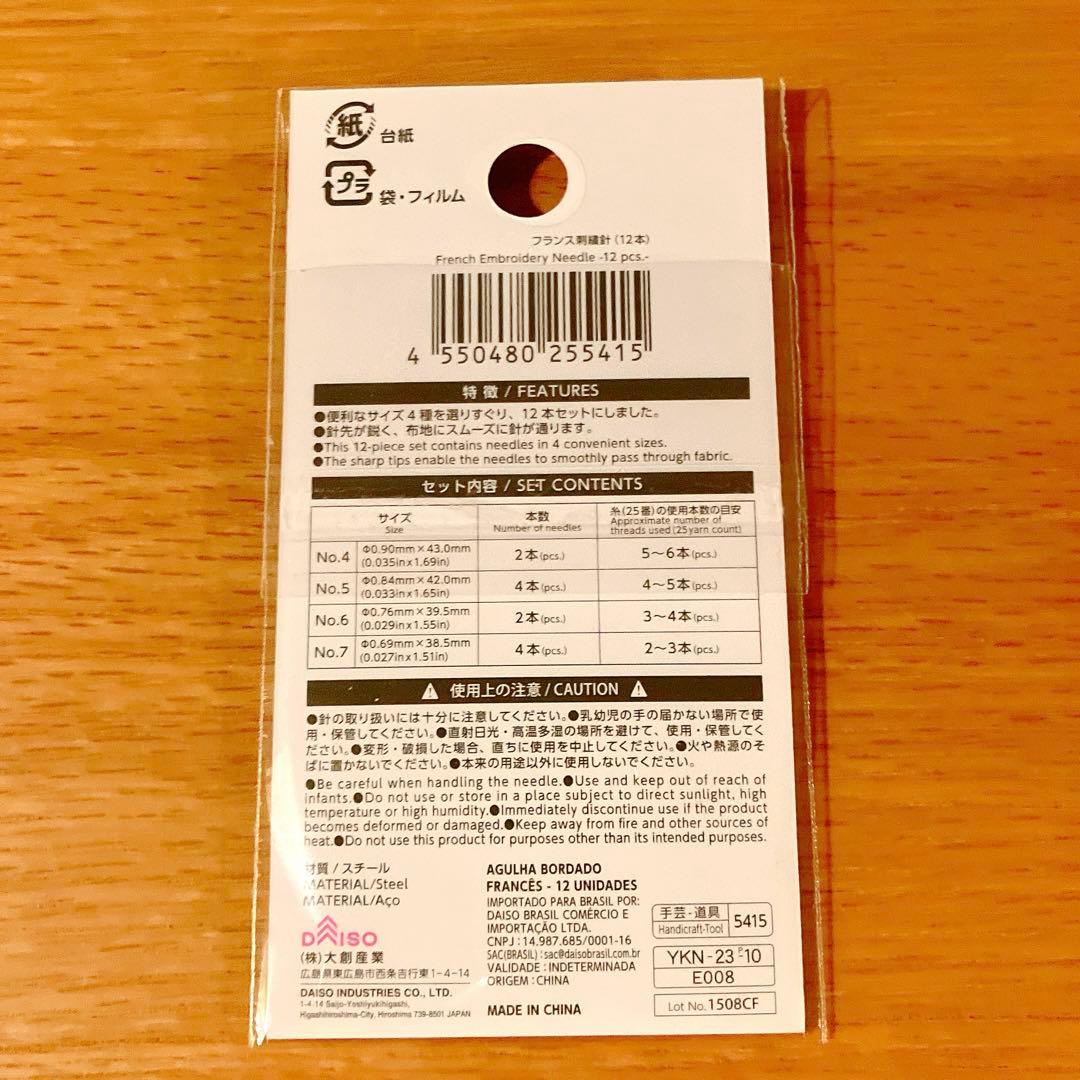 紙 台紙
プラ 袋・フィルム
フランス刺繡針 (12本)
French Embroidery Needle -12 pcs.-
4 550480 255415
特徴 / FEATURES
●便利なサイズ4種を選りすぐり、12本セットにしました。
●針先が鋭く、布地にスムーズに針が通ります。
●This 12-piece set contains needles in 4 convenient sizes.
●The sharp tips enable the needles to smoothly pass through fabric.
セット内容 / SET CONTENTS
サイズ 本数 糸(25番)の使用本数の目安
Size Number of needles Approximate number of
threads used (25yarn count)
No.4 Φ0.90mm×43.0mm 2本(pcs.) 5〜6本(pcs.)
(0.035in x 1.69in)
No.5 Φ0.84mm×42.0mm 4本(pcs.) 4〜5本(pcs.)
(0.033in x 1.65in)
No.6 Φ0.76mm×39.5mm 2本(pcs.) 3〜4本(pcs.)
(0.029in x 1.55in)
No.7 Φ0.69mm×38.5mm 4本(pcs.) 2〜3本(pcs.)
(0.027in x 1.51in)
使用上の注意 / CAUTION
●針の取り扱いには十分に注意してください。●乳幼児の手の届かない場所で使
用・保管してください。●直射日光・高温多湿の場所を避けて、使用・保管してく
ださい。●変形・破損した場合、直ちに使用を中止してください。●火や熱源のそ
ばに置かないでください。●本来の用途以外に使用しないでください。
●Be careful when handling the needle.●Use and keep out of reach of
infants.●Do not use or store in a place subject to direct sunlight, high
temperature or high humidity.●Immediately discontinue use if the product
becomes deformed or damaged.●Keep away from fire and other sources of
heat.●Do not use this product for purposes other than its intended purposes.
材質 / スチール
MATERIAL/Steel
MATERIAL/Aço
DAISO
(株)大創産業
広島県東広島市西条吉行東1-4-14
DAISO INDUSTRIES CO., LTD.
1-4-14 Saijo-Yoshiyukihigashi,
Higashihiroshima-City, Hiroshima 739-8501 JAPAN
AGULHA BORDADO
FRANCÊS - 12 UNIDADES
IMPORTADO PARA BRASIL POR:
DAISO BRASIL COMÉRCIO E
IMPORTAÇÃO LTDA.
CNPJ : 14.987.685/0001-16
SAC(BRASIL) : sac@daisobrasil.com.br
VALIDADE : INDETERMINADA
ORIGEM : CHINA
MADE IN CHINA
手芸・道具 5415
Handicraft-Tool
YKN-23 P-10
E008
Lot No. 1508CF